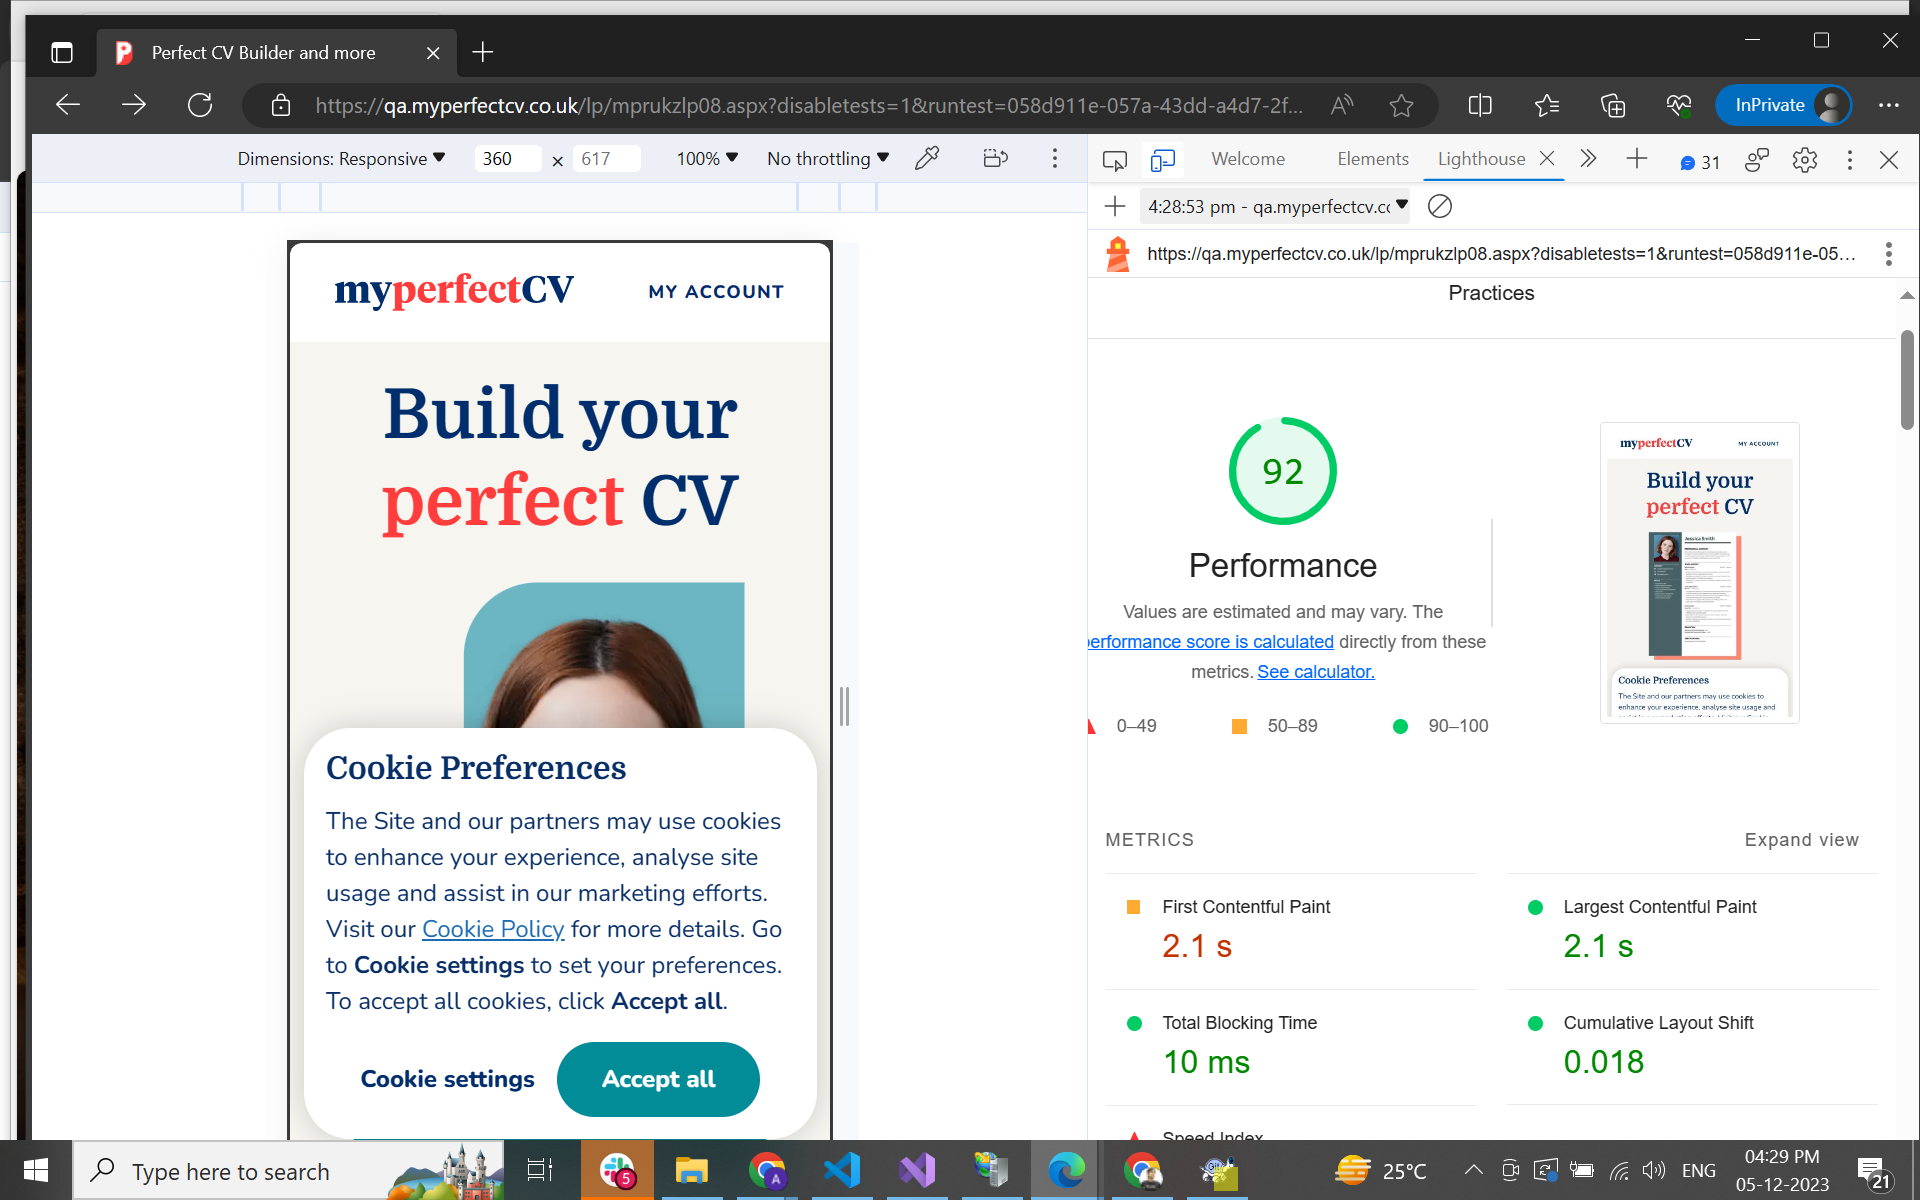 Perfect CV Builder and more
https://qa.myperfectcv.co.uk/lp/mprukzlp08.aspx?disabletests=1&runtest=058d911e-057a-43dd-a4d7-2f...
InPrivate
Dimensions: Responsive
360 × 617
100%
No throttling
Welcome
Elements
Lighthouse
31
4:28:53 pm - qa.myperfectcv.cc
https://qa.myperfectcv.co.uk/lp/mprukzlp08.aspx?disabletests=1&runtest=058d911e-05...
myperfectCV
MY ACCOUNT
Build your
perfect CV
Cookie Preferences
The Site and our partners may use cookies
to enhance your experience, analyse site
usage and assist in our marketing efforts.
Visit our Cookie Policy for more details. Go
to Cookie settings to set your preferences.
To accept all cookies, click Accept all.
Cookie settings
Accept all
Practices
92
Performance
Values are estimated and may vary. The
performance score is calculated directly from these
metrics. See calculator.
0–49
50–89
90–100
myperfectCV
MY ACCOUNT
Build your
perfect CV
Jessica Smith
Cookie Preferences
The Site and our partners may use cookies to
enhance your experience, analyse site usage and
METRICS
Expand view
First Contentful Paint
2.1 s
Largest Contentful Paint
2.1 s
Total Blocking Time
10 ms
Cumulative Layout Shift
0.018
Speed Index
Type here to search
5
A
Git
25°C
ENG
04:29 PM
05-12-2023
21